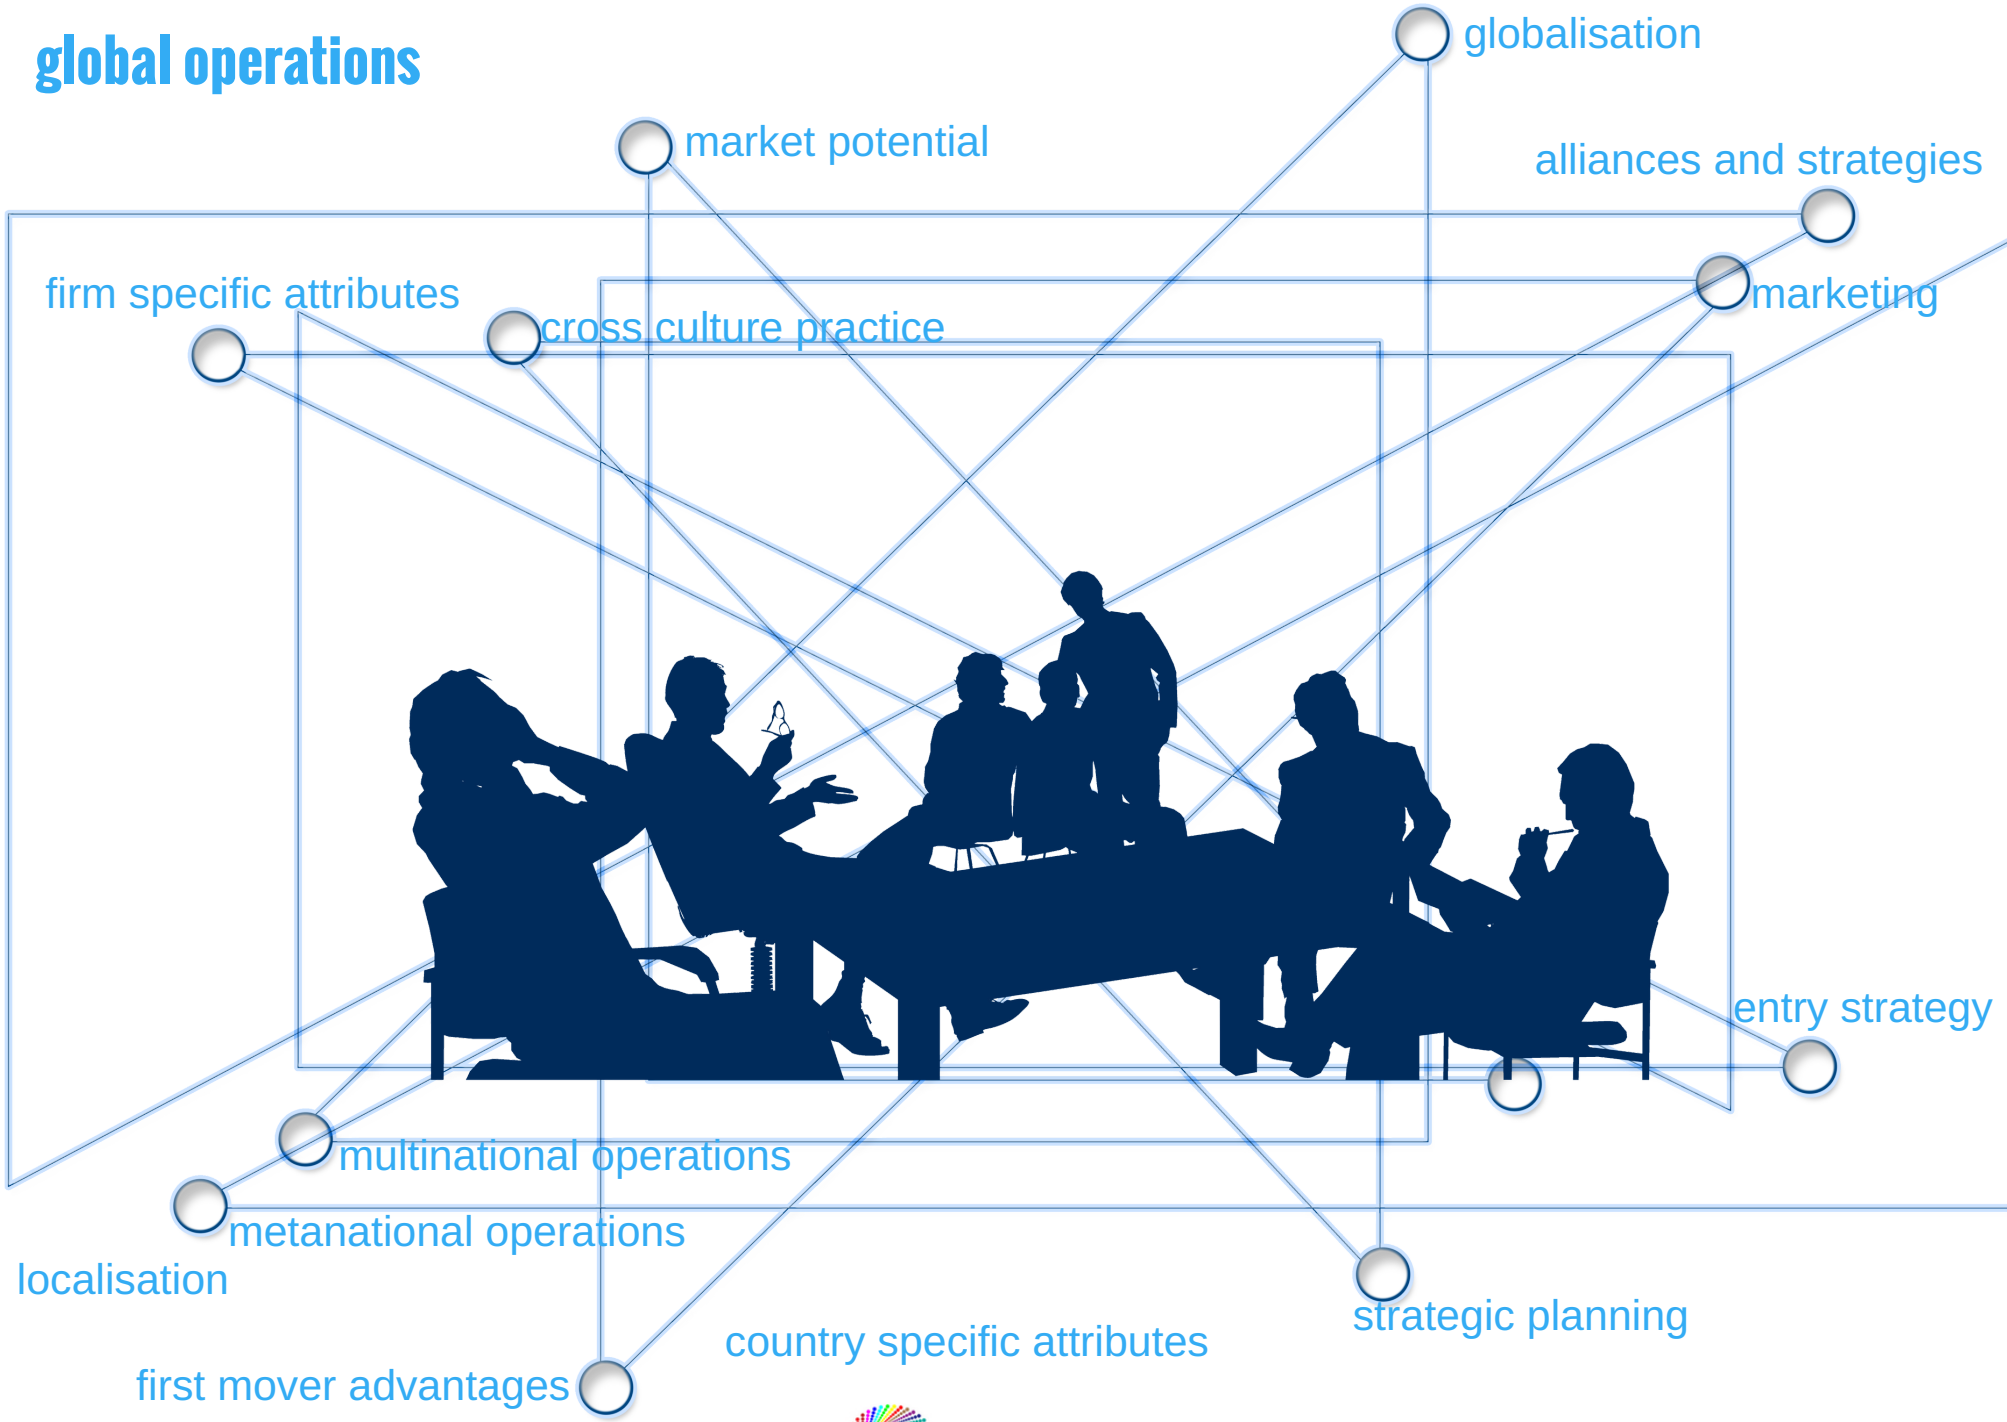 global operations
globalisation
market potential
alliances and strategies
firm specific attributes
marketing
cross culture practice
entry strategy
multinational operations
metanational operations
localisation
strategic planning
country specific attributes
first mover advantages